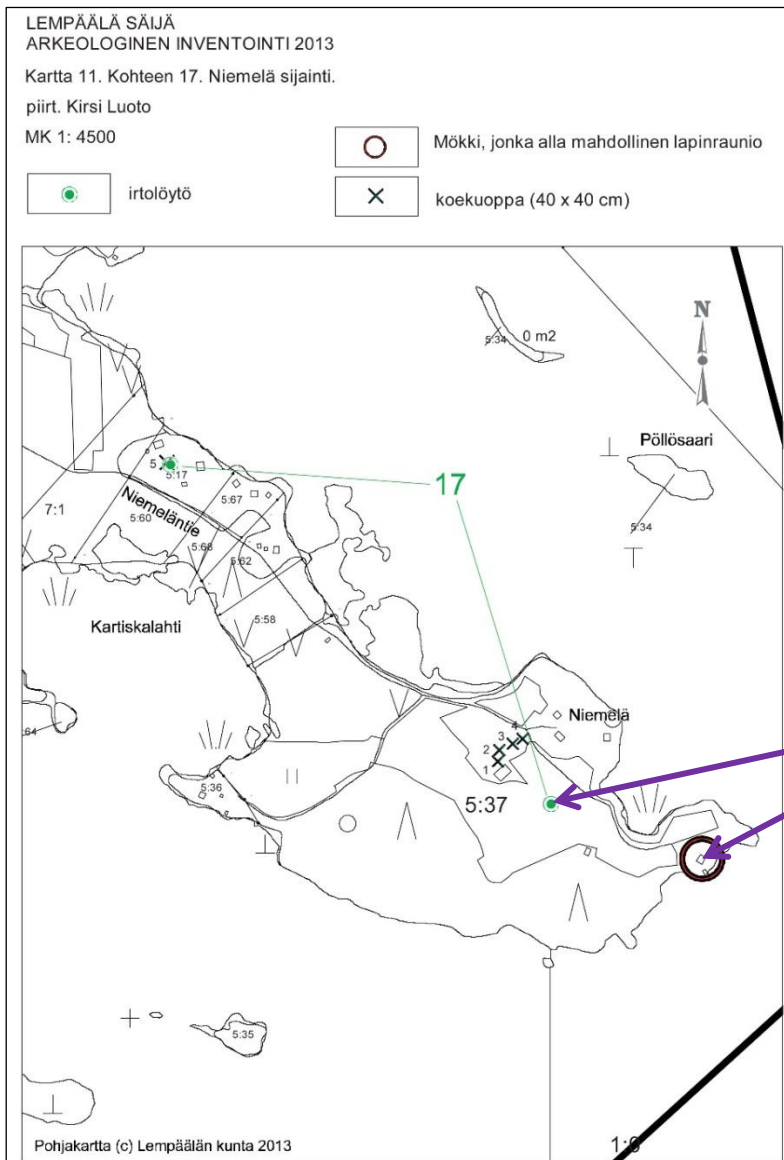 LEMPÄÄLÄ SÄIJÄ
ARKEOLOGINEN INVENTOINTI 2013
Kartta 11. Kohteen 17. Niemelä sijainti.
piirt. Kirsi Luoto
MK 1: 4500
Mökki, jonka alla mahdollinen lapinraunio
irtolöytö
koekuoppa (40 x 40 cm)
5:34
0 m2
N
Pöllösaari
5:34
17
5
5:17
5:67
7:1
Niemeläntie
5:60
5:68
5:62
5:58
Kartiskalahti
:64
Niemelä
4
3
2
1
5:36
5:37
5:35
Pohjakartta (c) Lempäälän kunta 2013